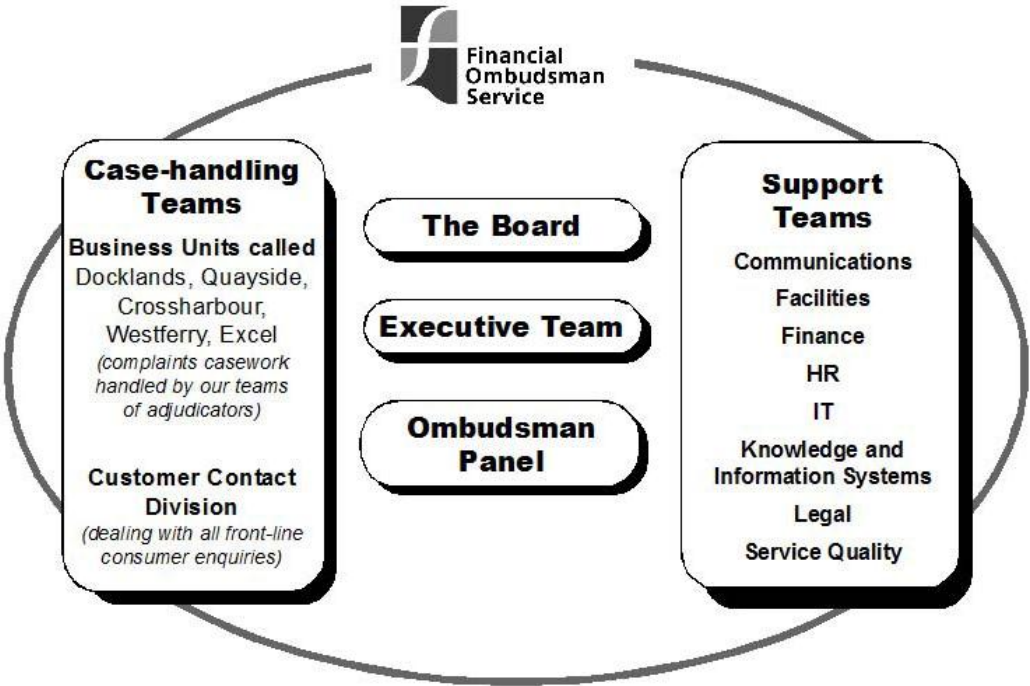 Financial
Ombudsman
Service
Case-handling
Teams
Business Units called
Docklands, Quayside,
Crossharbour,
Westferry, Excel
(complaints casework
handled by our teams
of adjudicators)
Customer Contact
Division
(dealing with all front-line
consumer enquiries)
The Board
Executive Team
Ombudsman
Panel
Support
Teams
Communications
Facilities
Finance
HR
IT
Knowledge and
Information Systems
Legal
Service Quality